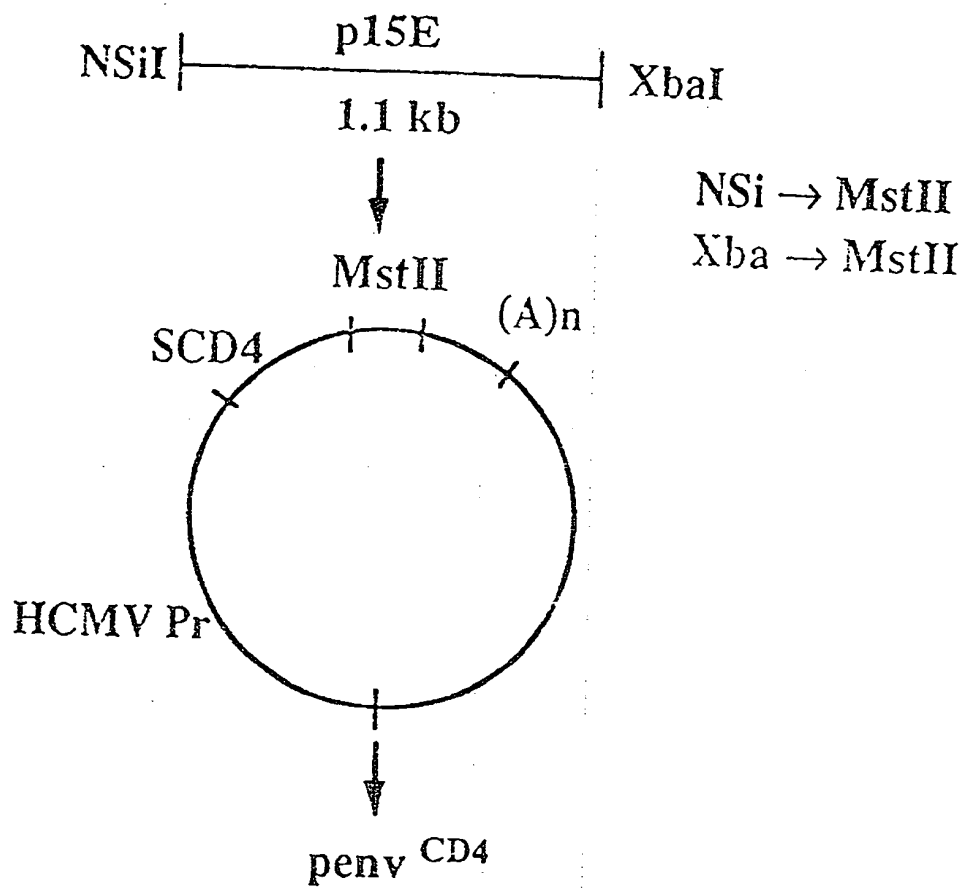 p15E
NSiI
XbaI
1.1 kb
NSi → MstII
Xba → MstII
MstII
(A)n
SCD4
HCMV Pr
penv CD4